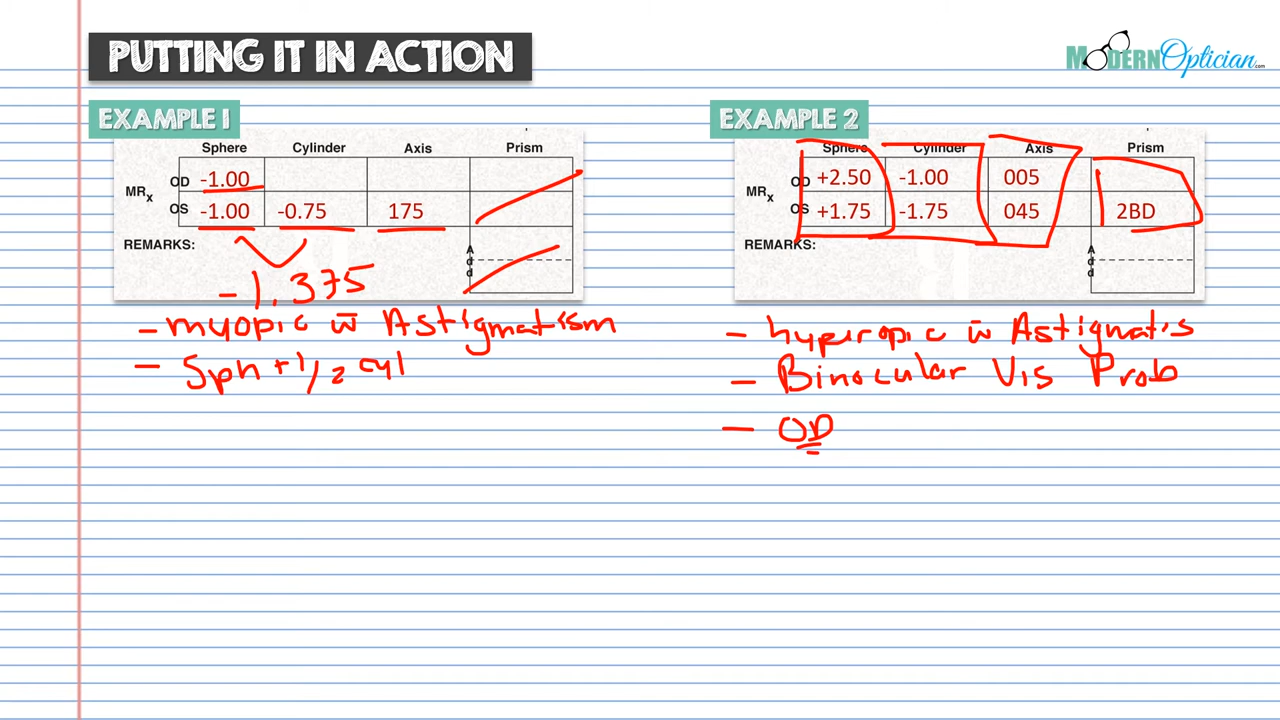 PUTTING IT IN ACTION
MODERN Optician.com
EXAMPLE 1
Sphere Cylinder Axis Prism
MRx OD -1.00
OS -1.00 -0.75 175
REMARKS:
Add
-1.375
- myopic w̄ Astigmatism
- Sph + 1/2 cyl
EXAMPLE 2
Sphere Cylinder Axis Prism
MRx OD +2.50 -1.00 005
OS +1.75 -1.75 045 2BD
REMARKS:
Add
- hyperopic w̄ Astigmatis
- Binocular Vis Prob
- OD